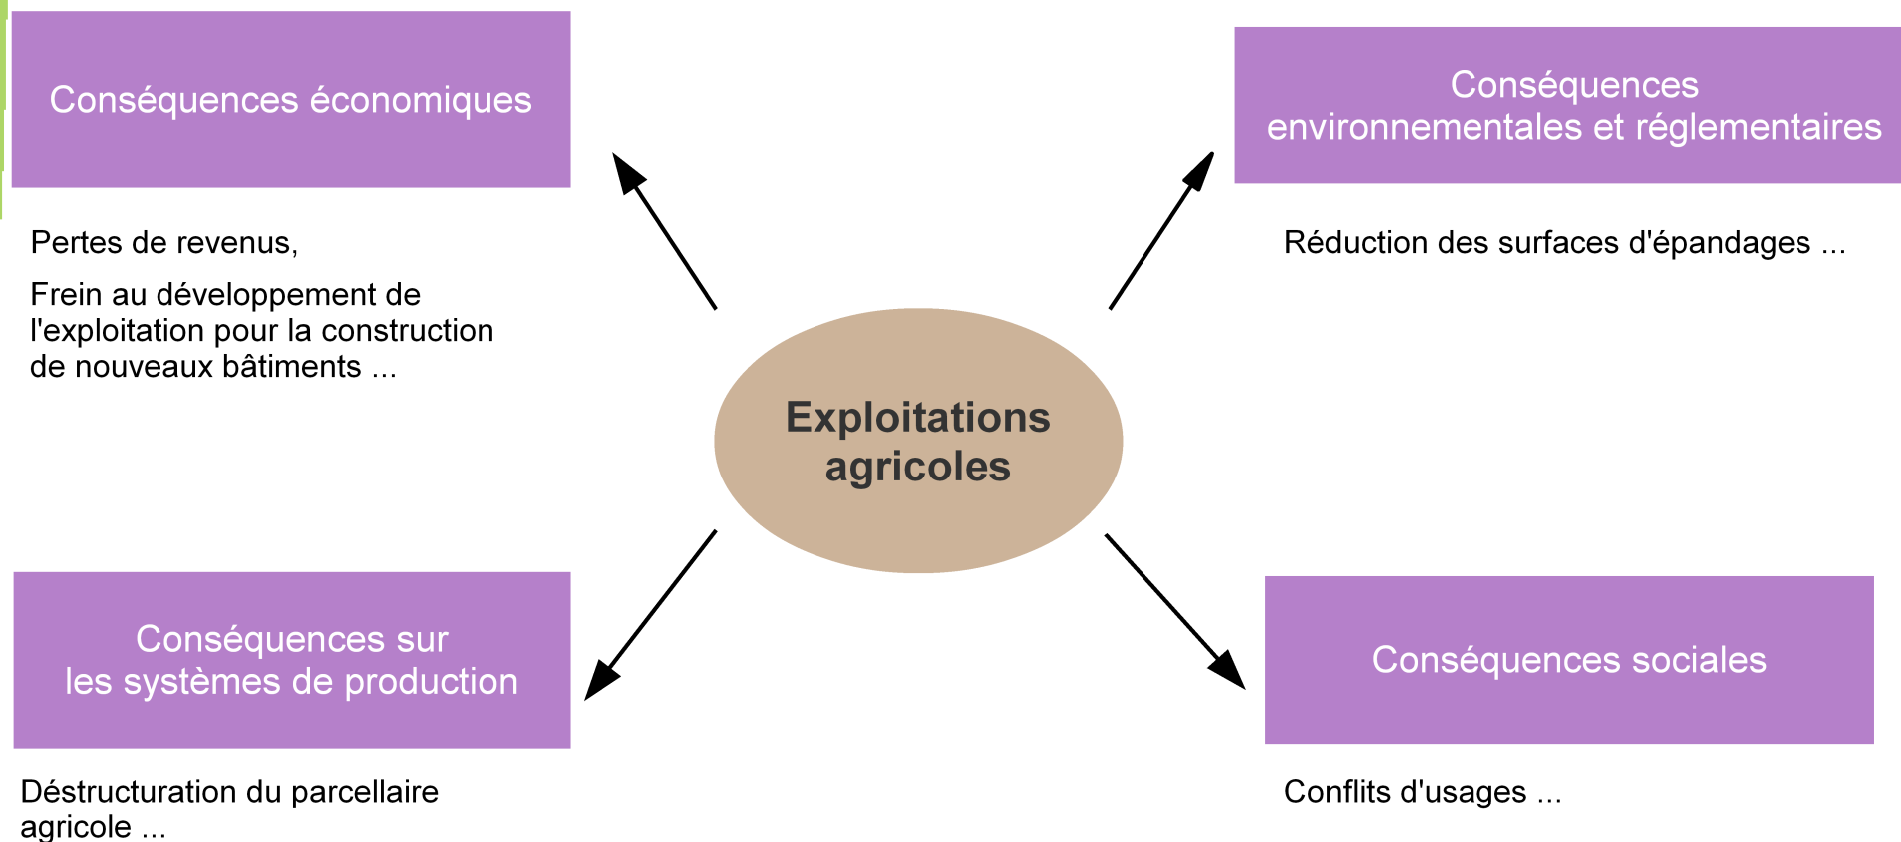 Conséquences économiques
Pertes de revenus,
Frein au développement de
l'exploitation pour la construction
de nouveaux bâtiments ...
Conséquences
environnementales et réglementaires
Réduction des surfaces d'épandages ...
Exploitations
agricoles
Conséquences sur
les systèmes de production
Déstructuration du parcellaire
agricole ...
Conséquences sociales
Conflits d'usages ...